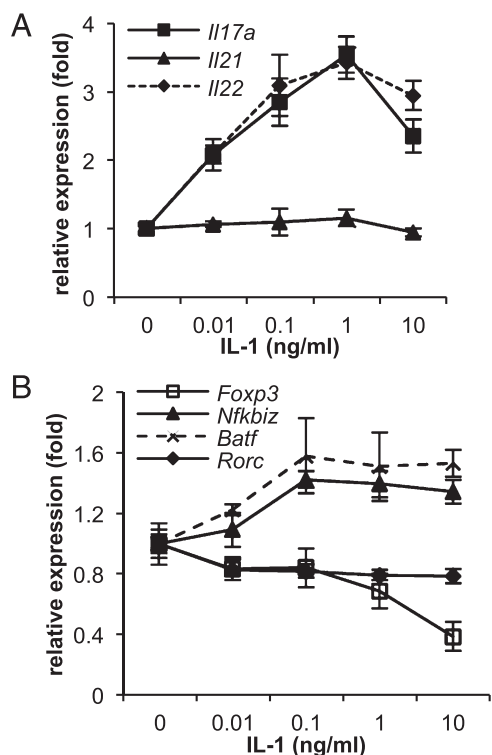 A
relative expression (fold)
4
3
2
1
0
Il17a
Il21
Il22
0 0.01 0.1 1 10
IL-1 (ng/ml)
B
relative expression (fold)
2
1.6
1.2
0.8
0.4
0
Foxp3
Nfkbiz
Batf
Rorc
0 0.01 0.1 1 10
IL-1 (ng/ml)